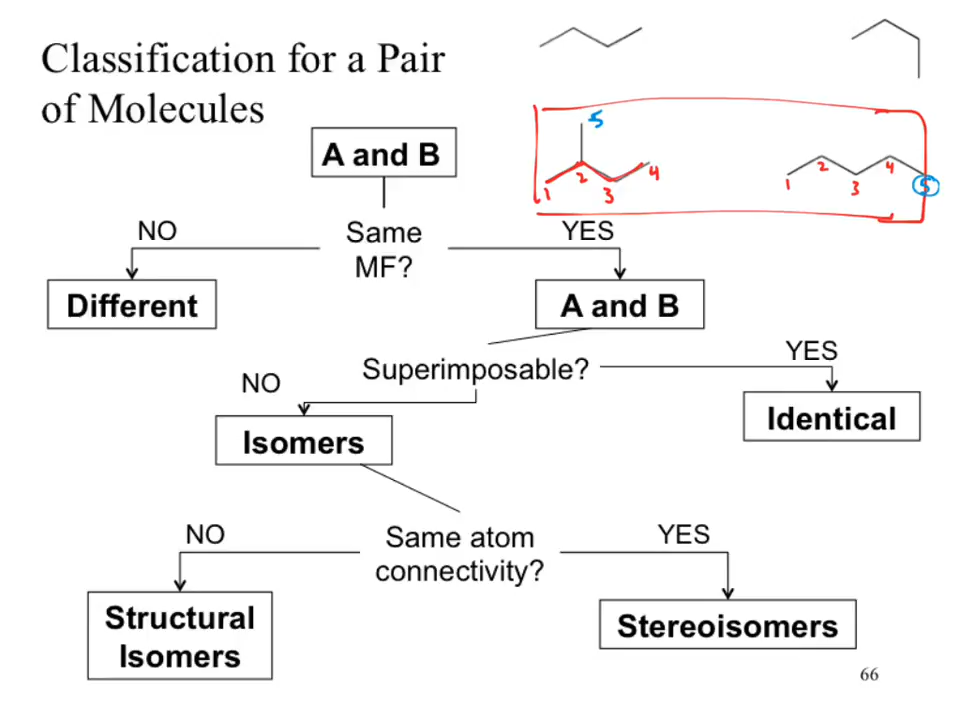 Classification for a Pair
of Molecules
A and B
5
1 2 3 4
1 2 3 4 5
NO
Same
MF?
YES
Different
A and B
Superimposable?
YES
NO
Isomers
Identical
NO
Same atom
connectivity?
YES
Structural
Isomers
Stereoisomers
66